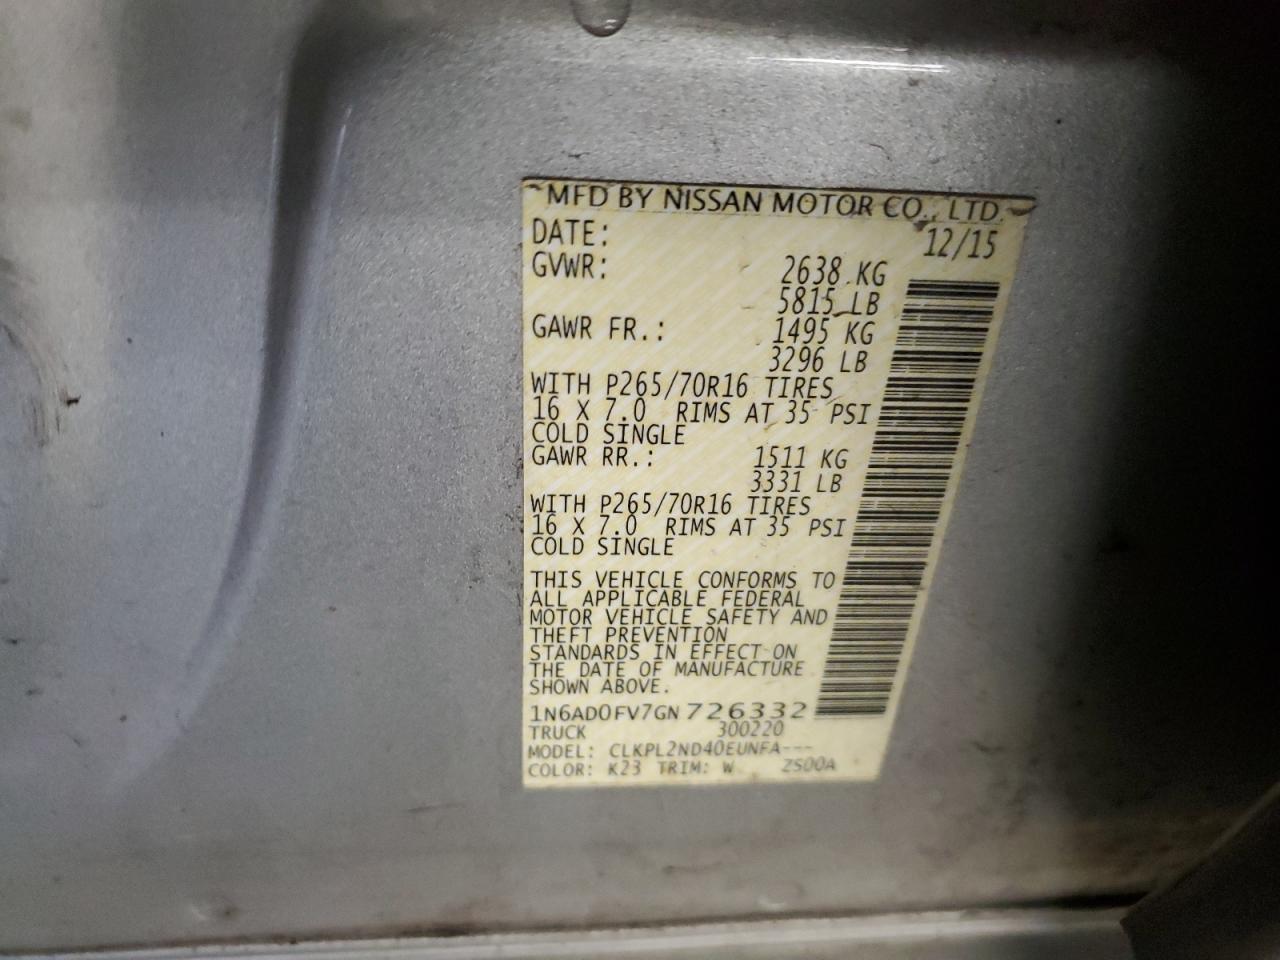 MFD BY NISSAN MOTOR CO., LTD.
DATE: 12/15
GVWR: 2638 KG
5815 LB
GAWR FR.: 1495 KG
3296 LB
WITH P265/70R16 TIRES
16 X 7.0 RIMS AT 35 PSI
COLD SINGLE
GAWR RR.: 1511 KG
3331 LB
WITH P265/70R16 TIRES
16 X 7.0 RIMS AT 35 PSI
COLD SINGLE
THIS VEHICLE CONFORMS TO
ALL APPLICABLE FEDERAL
MOTOR VEHICLE SAFETY AND
THEFT PREVENTION
STANDARDS IN EFFECT ON
THE DATE OF MANUFACTURE
SHOWN ABOVE.
1N6AD0FV7GN726332
TRUCK 300220
MODEL: CLKPL2ND40EUNFA---
COLOR: K23 TRIM: W ZS00A